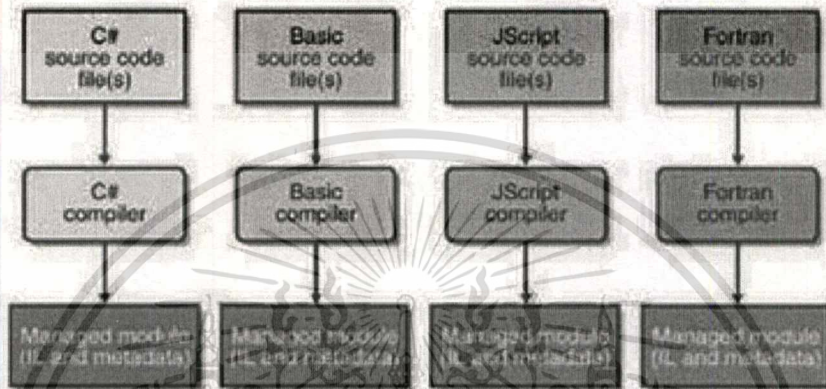 C#
source code
file(s)
Basic
source code
file(s)
JScript
source code
file(s)
Fortran
source code
file(s)
C#
compiler
Basic
compiler
JScript
compiler
Fortran
compiler
Managed module
(IL and metadata)
Managed module
(IL and metadata)
Managed module
(IL and metadata)
Managed module
(IL and metadata)